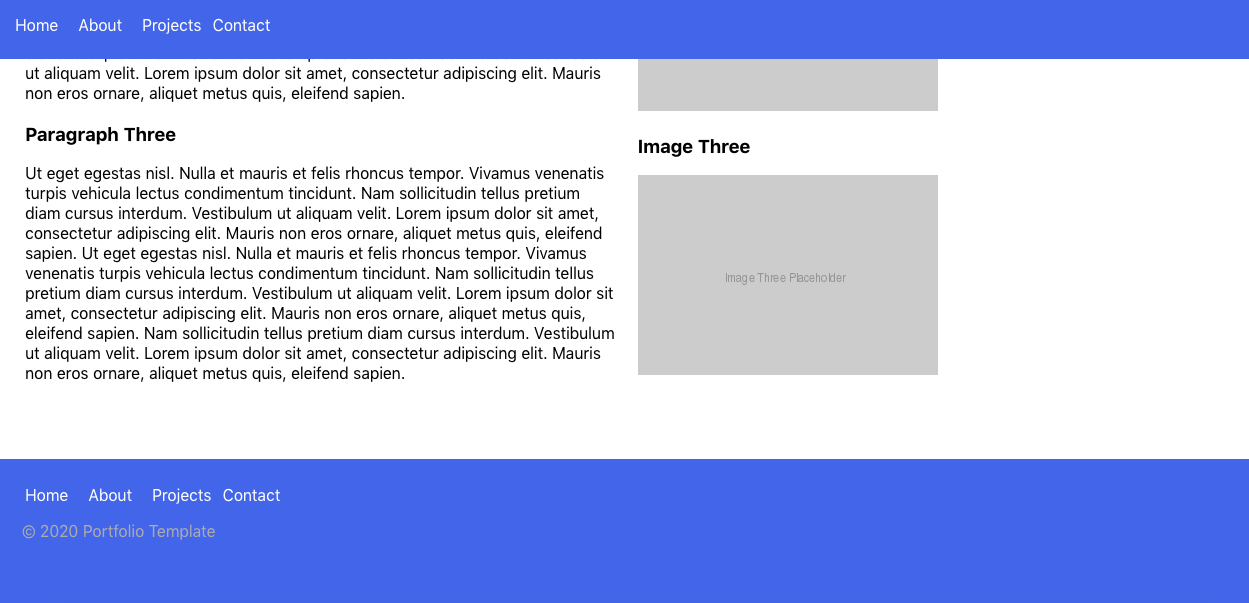 Home About Projects Contact
ut aliquam velit. Lorem ipsum dolor sit amet, consectetur adipiscing elit. Mauris
non eros ornare, aliquet metus quis, eleifend sapien.
Paragraph Three
Ut eget egestas nisl. Nulla et mauris et felis rhoncus tempor. Vivamus venenatis
turpis vehicula lectus condimentum tincidunt. Nam sollicitudin tellus pretium
diam cursus interdum. Vestibulum ut aliquam velit. Lorem ipsum dolor sit amet,
consectetur adipiscing elit. Mauris non eros ornare, aliquet metus quis, eleifend
sapien. Ut eget egestas nisl. Nulla et mauris et felis rhoncus tempor. Vivamus
venenatis turpis vehicula lectus condimentum tincidunt. Nam sollicitudin tellus
pretium diam cursus interdum. Vestibulum ut aliquam velit. Lorem ipsum dolor sit
amet, consectetur adipiscing elit. Mauris non eros ornare, aliquet metus quis,
eleifend sapien. Nam sollicitudin tellus pretium diam cursus interdum. Vestibulum
ut aliquam velit. Lorem ipsum dolor sit amet, consectetur adipiscing elit. Mauris
non eros ornare, aliquet metus quis, eleifend sapien.
Image Three
Image Three Placeholder
Home About Projects Contact
© 2020 Portfolio Template